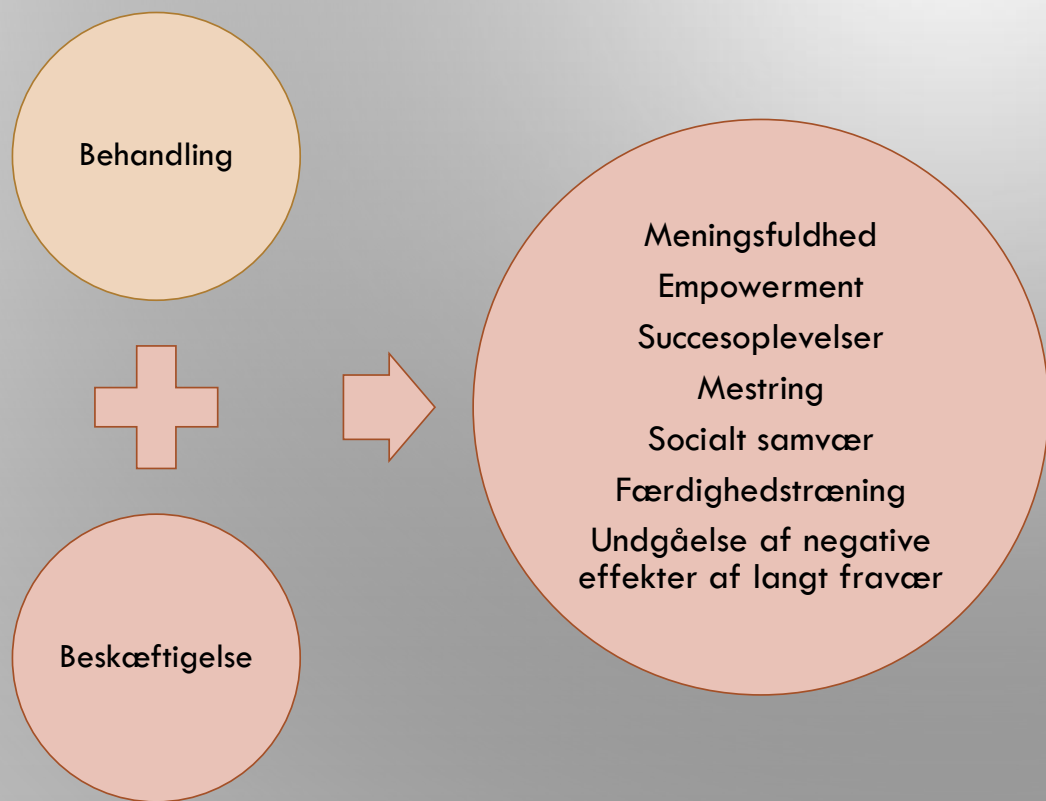 Behandling
Beskæftigelse
Meningsfuldhed
Empowerment
Succesoplevelser
Mestring
Socialt samvær
Færdighedstræning
Undgåelse af negative
effekter af langt fravær